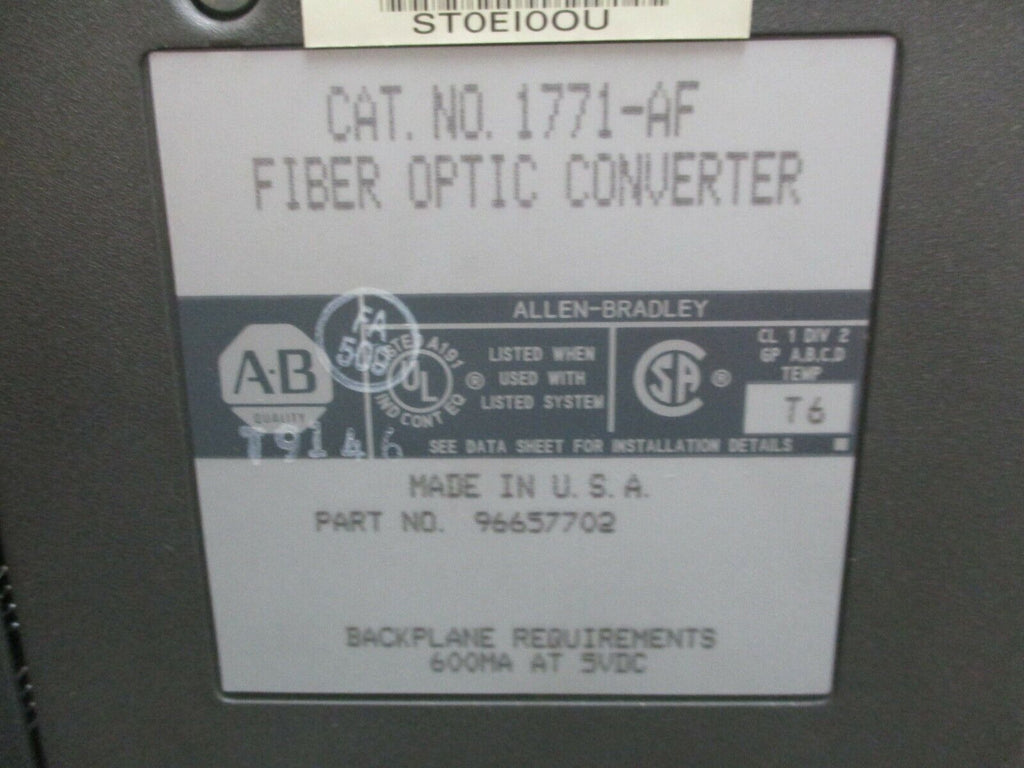 ST0EI0OU
CAT. NO. 1771-AF
FIBER OPTIC CONVERTER
ALLEN-BRADLEY
A-B
QUALITY
FA
500
LISTED A191
UL
®
IND CONT EQ
LISTED WHEN
USED WITH
LISTED SYSTEM
SA
®
CL 1 DIV 2
GP A,B,C,D
TEMP
T6
T9146
SEE DATA SHEET FOR INSTALLATION DETAILS
MADE IN U.S.A.
PART NO. 96657702
BACKPLANE REQUIREMENTS
600MA AT 5VDC